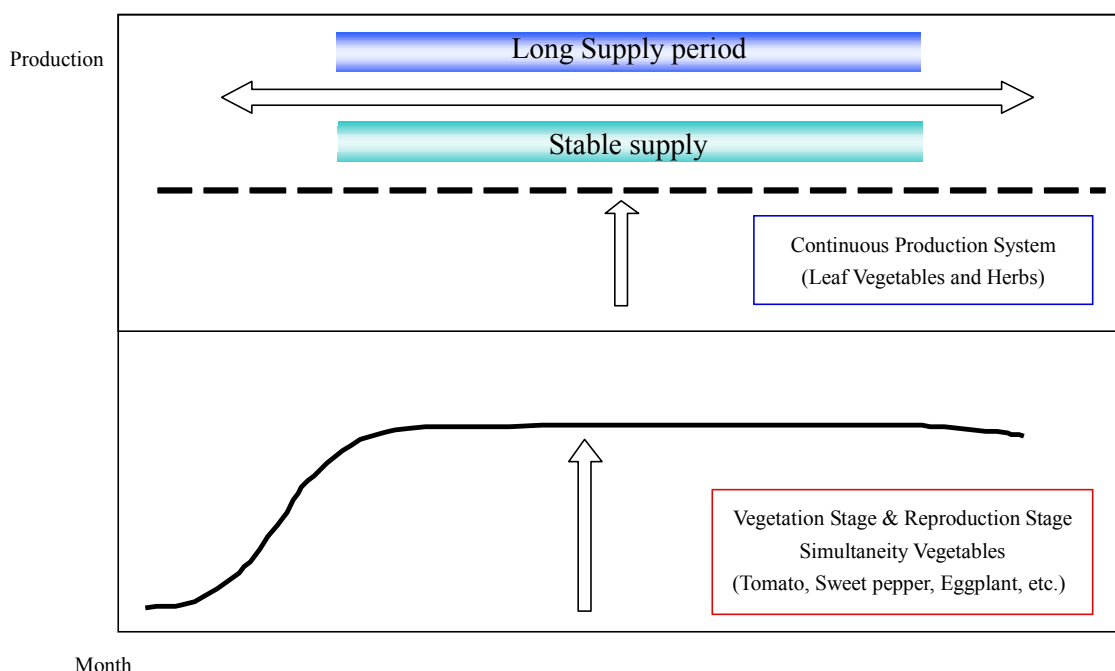 Production
Long Supply period
Stable supply
Continuous Production System
(Leaf Vegetables and Herbs)
Vegetation Stage & Reproduction Stage
Simultaneity Vegetables
(Tomato, Sweet pepper, Eggplant, etc.)
Month